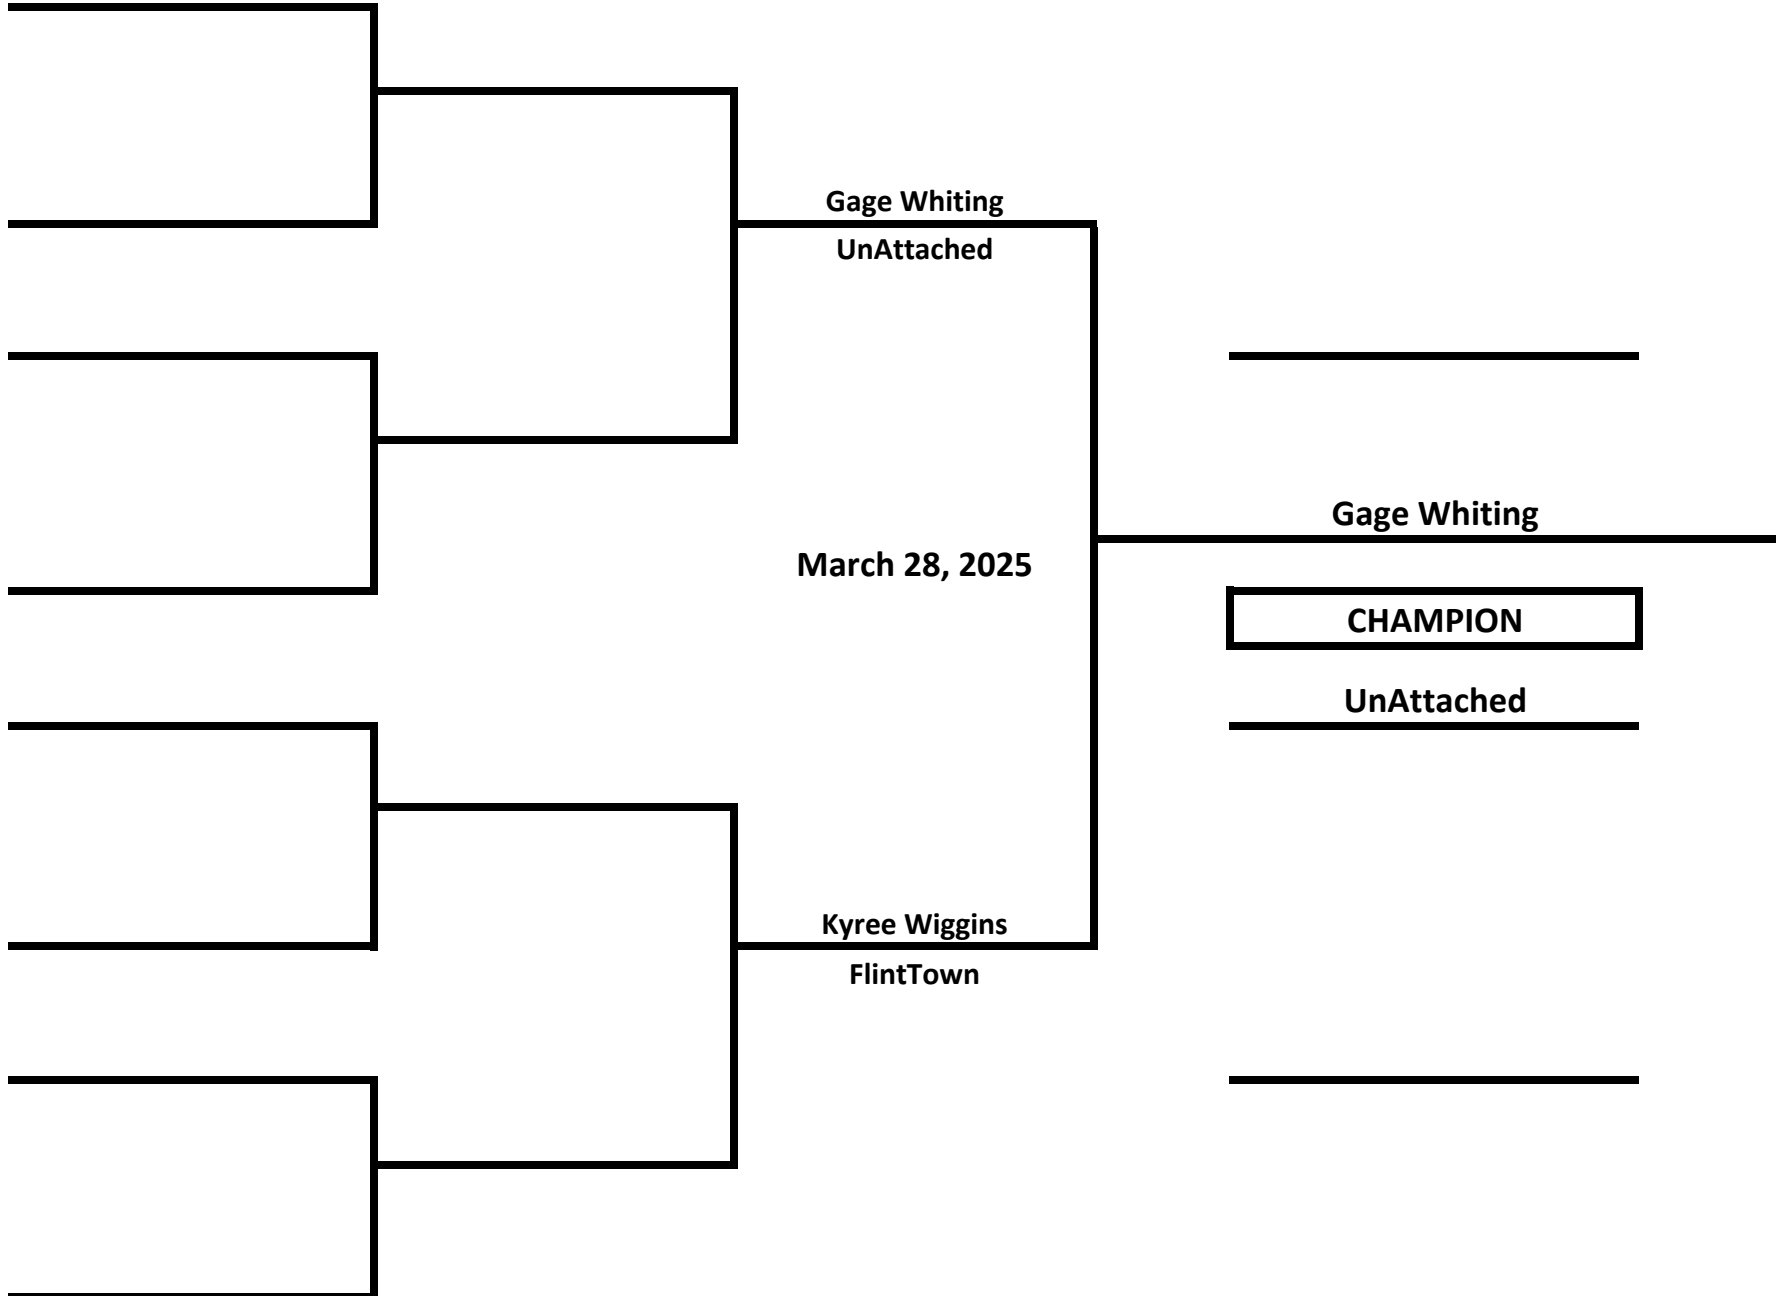 Gage Whiting
UnAttached
Gage Whiting
March 28, 2025
CHAMPION
UnAttached
Kyree Wiggins
FlintTown